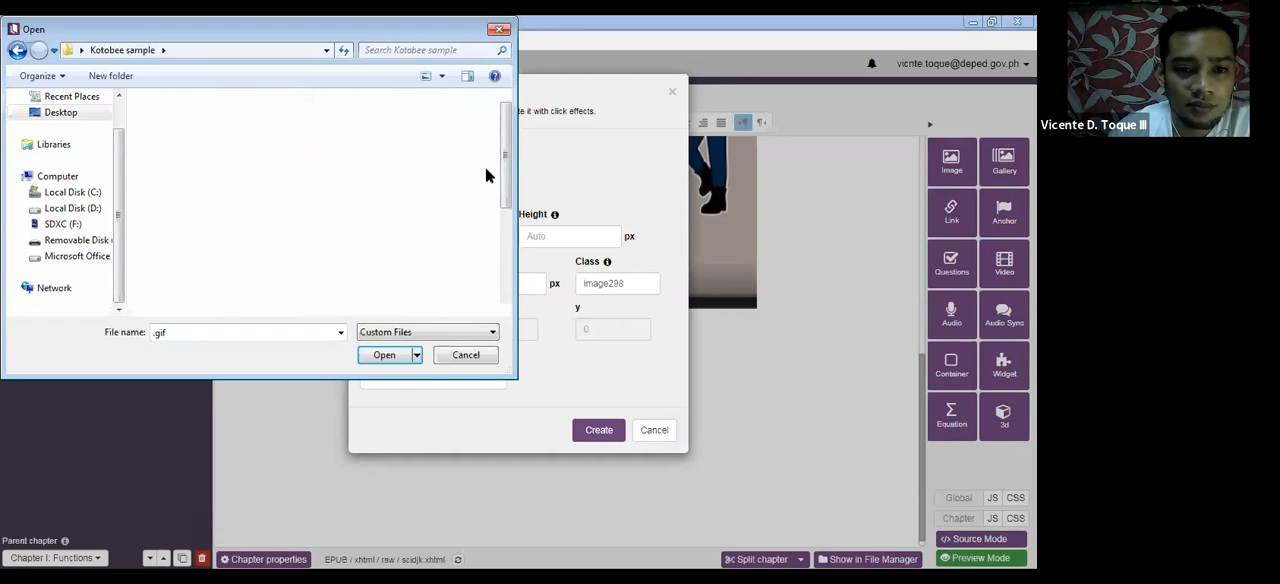 Open
Kotobee sample
Search Kotobee sample
Organize
New folder
Recent Places
Desktop
Libraries
Computer
Local Disk (C:)
Local Disk (D:)
SDXC (F:)
Removable Disk
Microsoft Office
Network
File name:
.gif
Custom Files
Open
Cancel
vicnte.toque@deped.gov.ph
te it with click effects.
Height
Auto
px
px
Class
Image298
y
0
Create
Cancel
Image
Gallery
Link
Anchor
Questions
Video
Audio
Audio Sync
Container
Widget
Σ
Equation
3d
Global
JS
CSS
Chapter
JS
CSS
</> Source Mode
Preview Mode
Parent chapter
Chapter I: Functions
Chapter properties
EPUB / xhtml / raw / scidjk.xhtml
Split chapter
Show in File Manager
Vicente D. Toque III